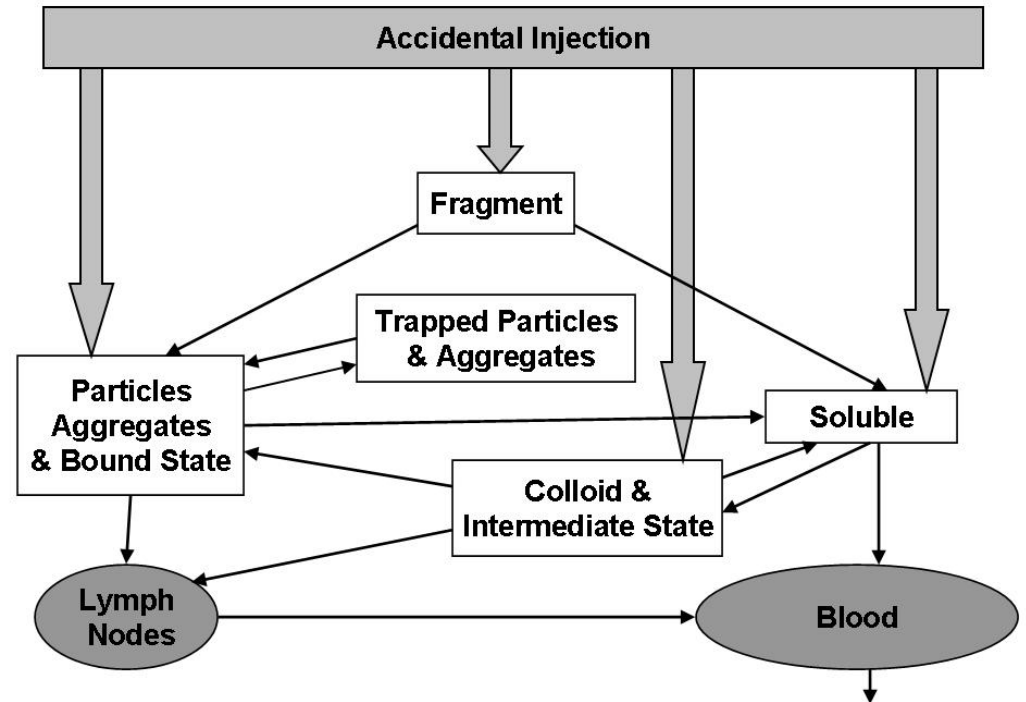 Accidental Injection
Fragment
Trapped Particles
& Aggregates
Particles
Aggregates
& Bound State
Soluble
Colloid &
Intermediate State
Lymph
Nodes
Blood